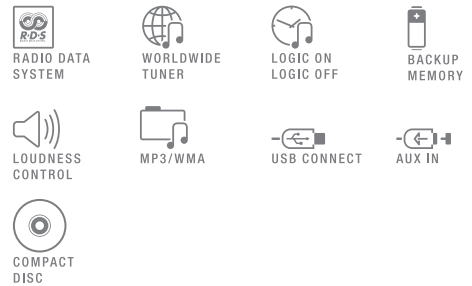 R·D·S
RADIO DATA
SYSTEM
WORLDWIDE
TUNER
LOGIC ON
LOGIC OFF
BACKUP
MEMORY
LOUDNESS
CONTROL
MP3/WMA
USB CONNECT
AUX IN
COMPACT
DISC